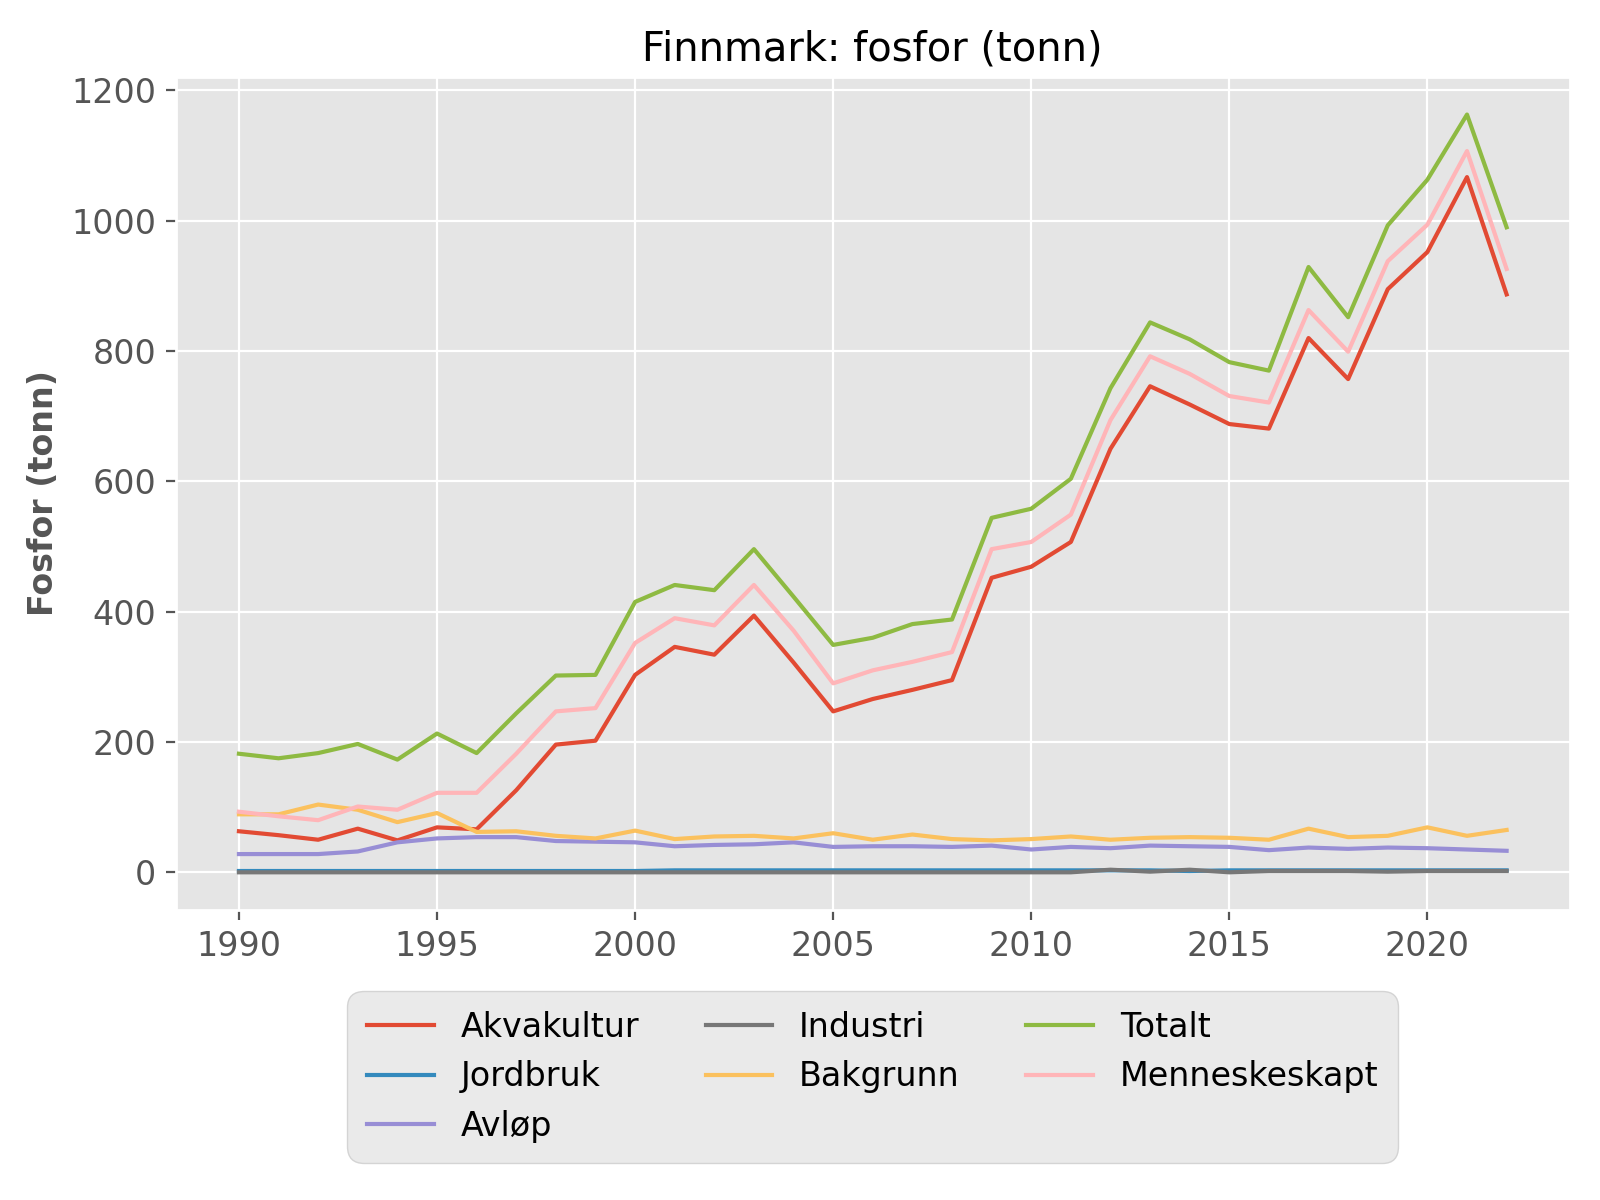 Finnmark: fosfor (tonn)
Fosfor (tonn)
1200
1000
800
600
400
200
0
1990 1995 2000 2005 2010 2015 2020
Akvakultur Industri Totalt
Jordbruk Bakgrunn Menneskeskapt
Avløp